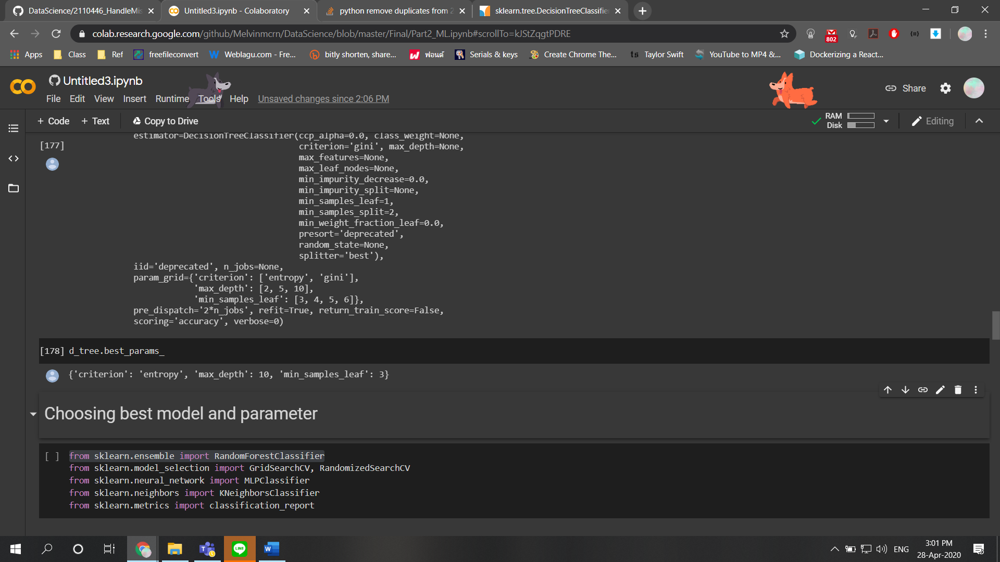 DataScience/2110446_HandleMis
Untitled3.ipynb - Colaboratory
python remove duplicates from 2
sklearn.tree.DecisionTreeClassifier
colab.research.google.com/github/Melvinmcrn/DataScience/blob/master/Final/Part2_ML.ipynb#scrollTo=kJStZqgtPDRE
802
Apps
Class
Ref
freefileconvert
Weblagu.com - Fre...
bitly shorten, share...
ฟอนต์
Serials & keys
Create Chrome The...
ts
Taylor Swift
YouTube to MP4 &...
Dockerizing a React...
Untitled3.ipynb
File Edit View Insert Runtime Tools Help Unsaved changes since 2:06 PM
Share
+ Code + Text Copy to Drive
RAM
Disk
Editing
estimator=DecisionTreeClassifier(ccp_alpha=0.0, class_weight=None,
[177]
criterion='gini', max_depth=None,
max_features=None,
max_leaf_nodes=None,
min_impurity_decrease=0.0,
min_impurity_split=None,
min_samples_leaf=1,
min_samples_split=2,
min_weight_fraction_leaf=0.0,
presort='deprecated',
random_state=None,
splitter='best'),
iid='deprecated', n_jobs=None,
param_grid={'criterion': ['entropy', 'gini'],
'max_depth': [2, 5, 10],
'min_samples_leaf': [3, 4, 5, 6]},
pre_dispatch='2*n_jobs', refit=True, return_train_score=False,
scoring='accuracy', verbose=0)
[178] d_tree.best_params_
{'criterion': 'entropy', 'max_depth': 10, 'min_samples_leaf': 3}
Choosing best model and parameter
[ ] from sklearn.ensemble import RandomForestClassifier
from sklearn.model_selection import GridSearchCV, RandomizedSearchCV
from sklearn.neural_network import MLPClassifier
from sklearn.neighbors import KNeighborsClassifier
from sklearn.metrics import classification_report
LINE
ENG
3:01 PM
28-Apr-2020